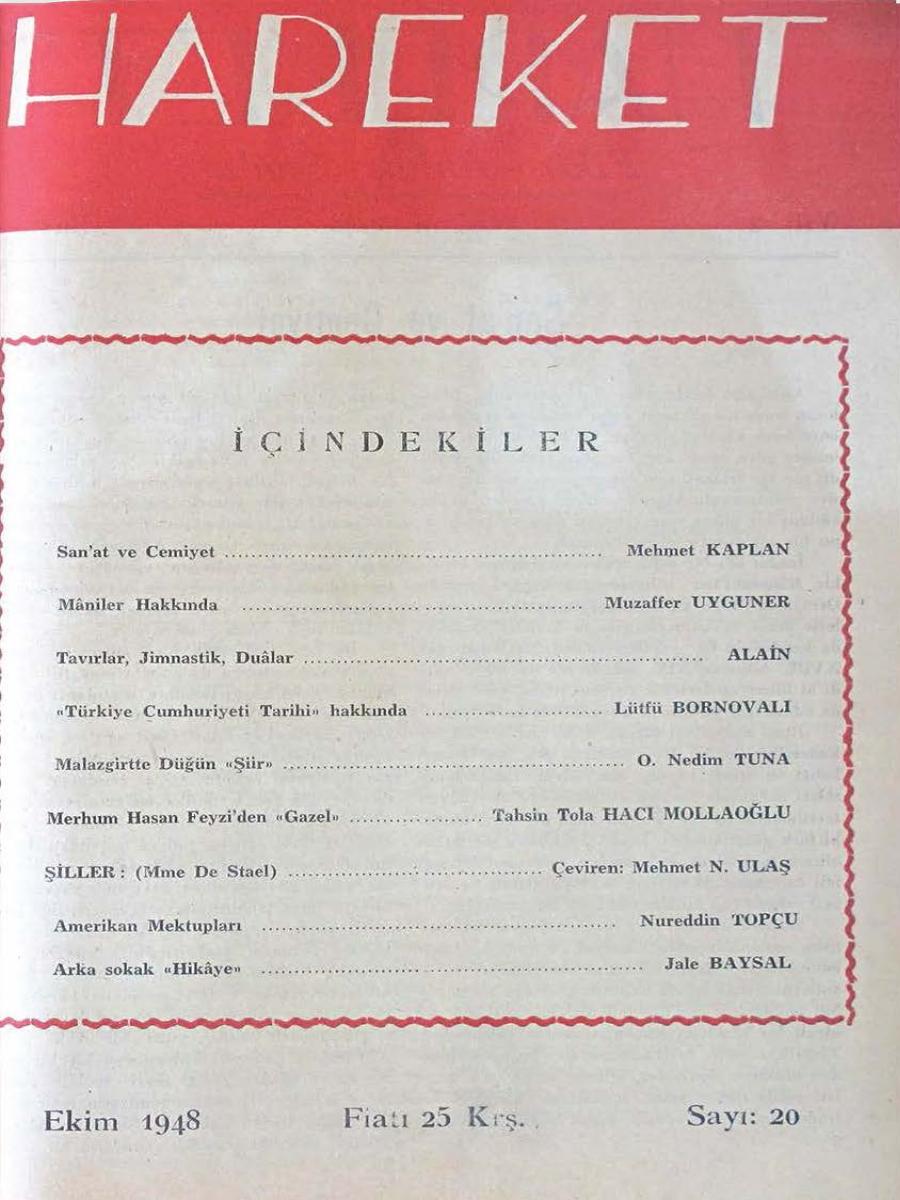 HAREKET
İÇİNDEKİLER
San'at ve Cemiyet ........................ Mehmet KAPLAN
Mâniler Hakkında ........................ Muzaffer UYGUNER
Tavırlar, Jimnastik, Duâlar ........................ ALAİN
«Türkiye Cumhuriyeti Tarihi» hakkında ........................ Lütfü BORNOVALI
Malazgirtte Düğün «Şiir» ........................ O. Nedim TUNA
Merhum Hasan Feyzi'den «Gazel» ........................ Tahsin Tola HACI MOLLAOĞLU
ŞİLLER : (Mme De Stael) ........................ Çeviren: Mehmet N. ULAŞ
Amerikan Mektupları ........................ Nureddin TOPÇU
Arka sokak «Hikâye» ........................ Jale BAYSAL
Ekim 1948 Fiatı 25 Krş. Sayı: 20